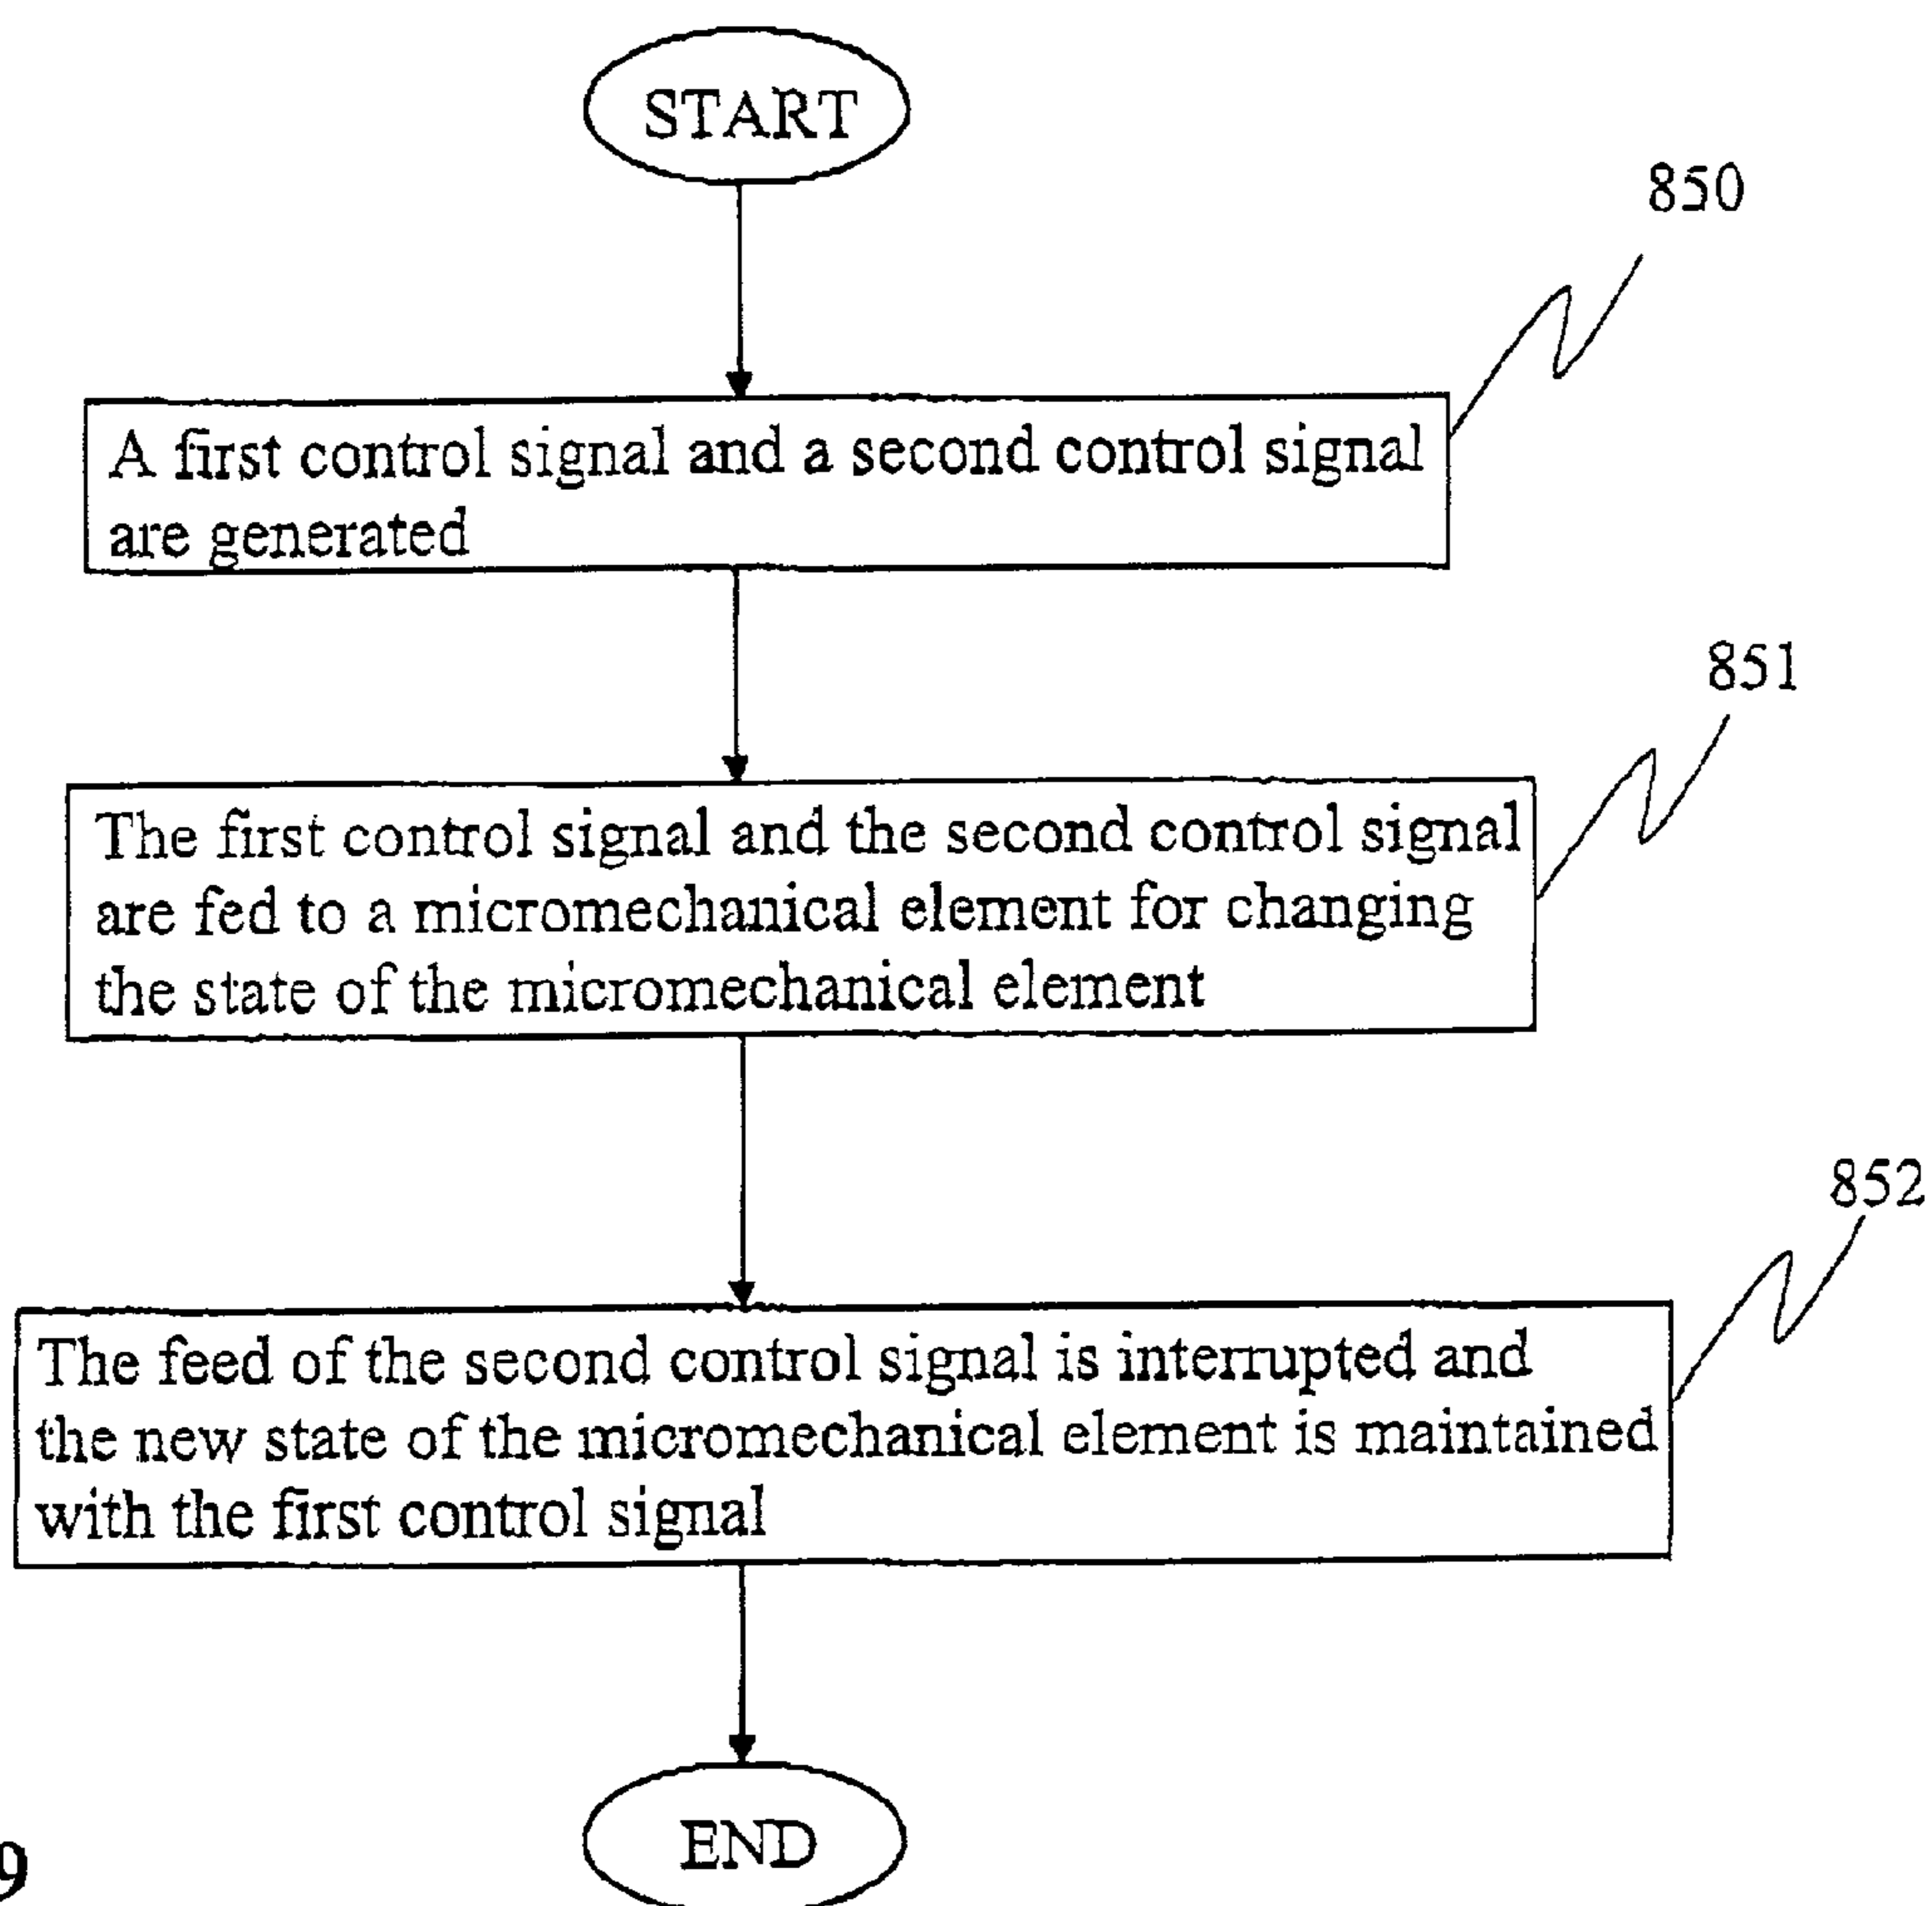 START
850
A first control signal and a second control signal
are generated
851
The first control signal and the second control signal
are fed to a micromechanical element for changing
the state of the micromechanical element
852
The feed of the second control signal is interrupted and
the new state of the micromechanical element is maintained
with the first control signal
END
9